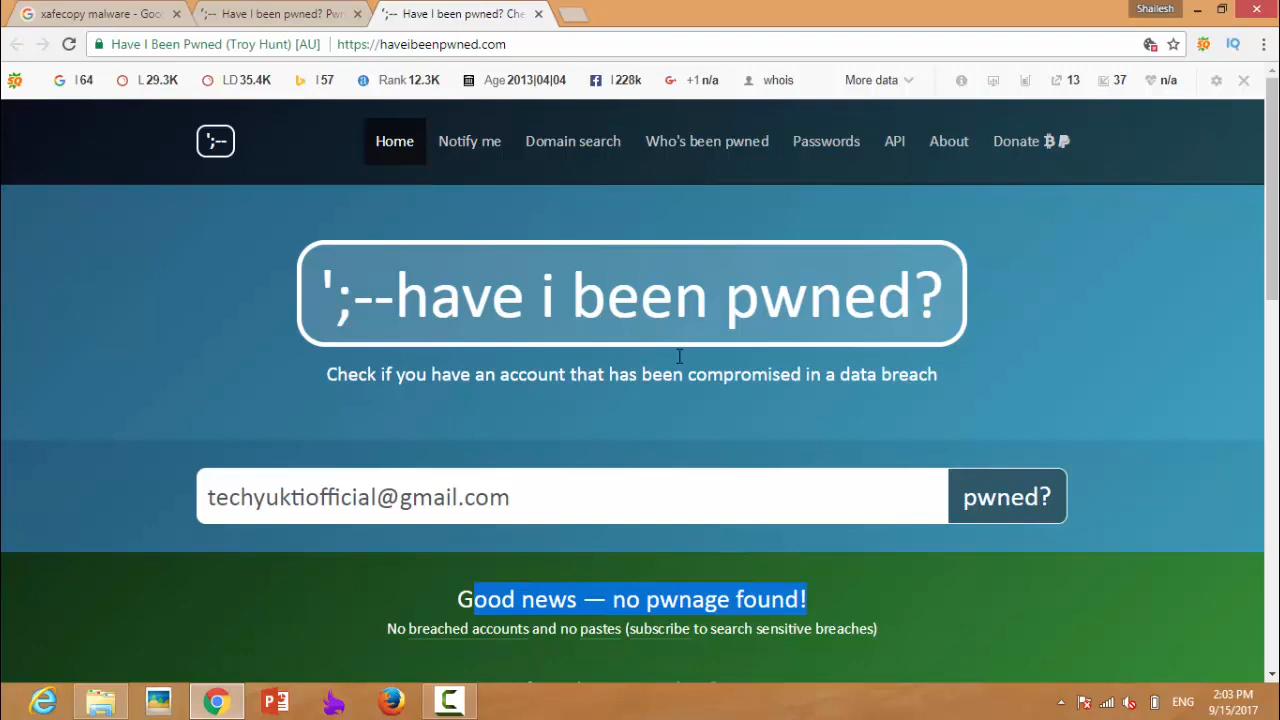 xafecopy malware - Goo
';-- Have I been pwned? Pwn
';-- Have I been pwned? Che
Shailesh
Have I Been Pwned (Troy Hunt) [AU]
https://haveibeenpwned.com
I 64
L 29.3K
LD 35.4K
I 57
Rank 12.3K
Age 2013|04|04
I 228k
+1 n/a
whois
More data
13
37
n/a
IQ
';--
Home
Notify me
Domain search
Who's been pwned
Passwords
API
About
Donate
';--have i been pwned?
Check if you have an account that has been compromised in a data breach
techyuktiofficial@gmail.com
pwned?
Good news — no pwnage found!
No breached accounts and no pastes (subscribe to search sensitive breaches)
ENG
2:03 PM
9/15/2017